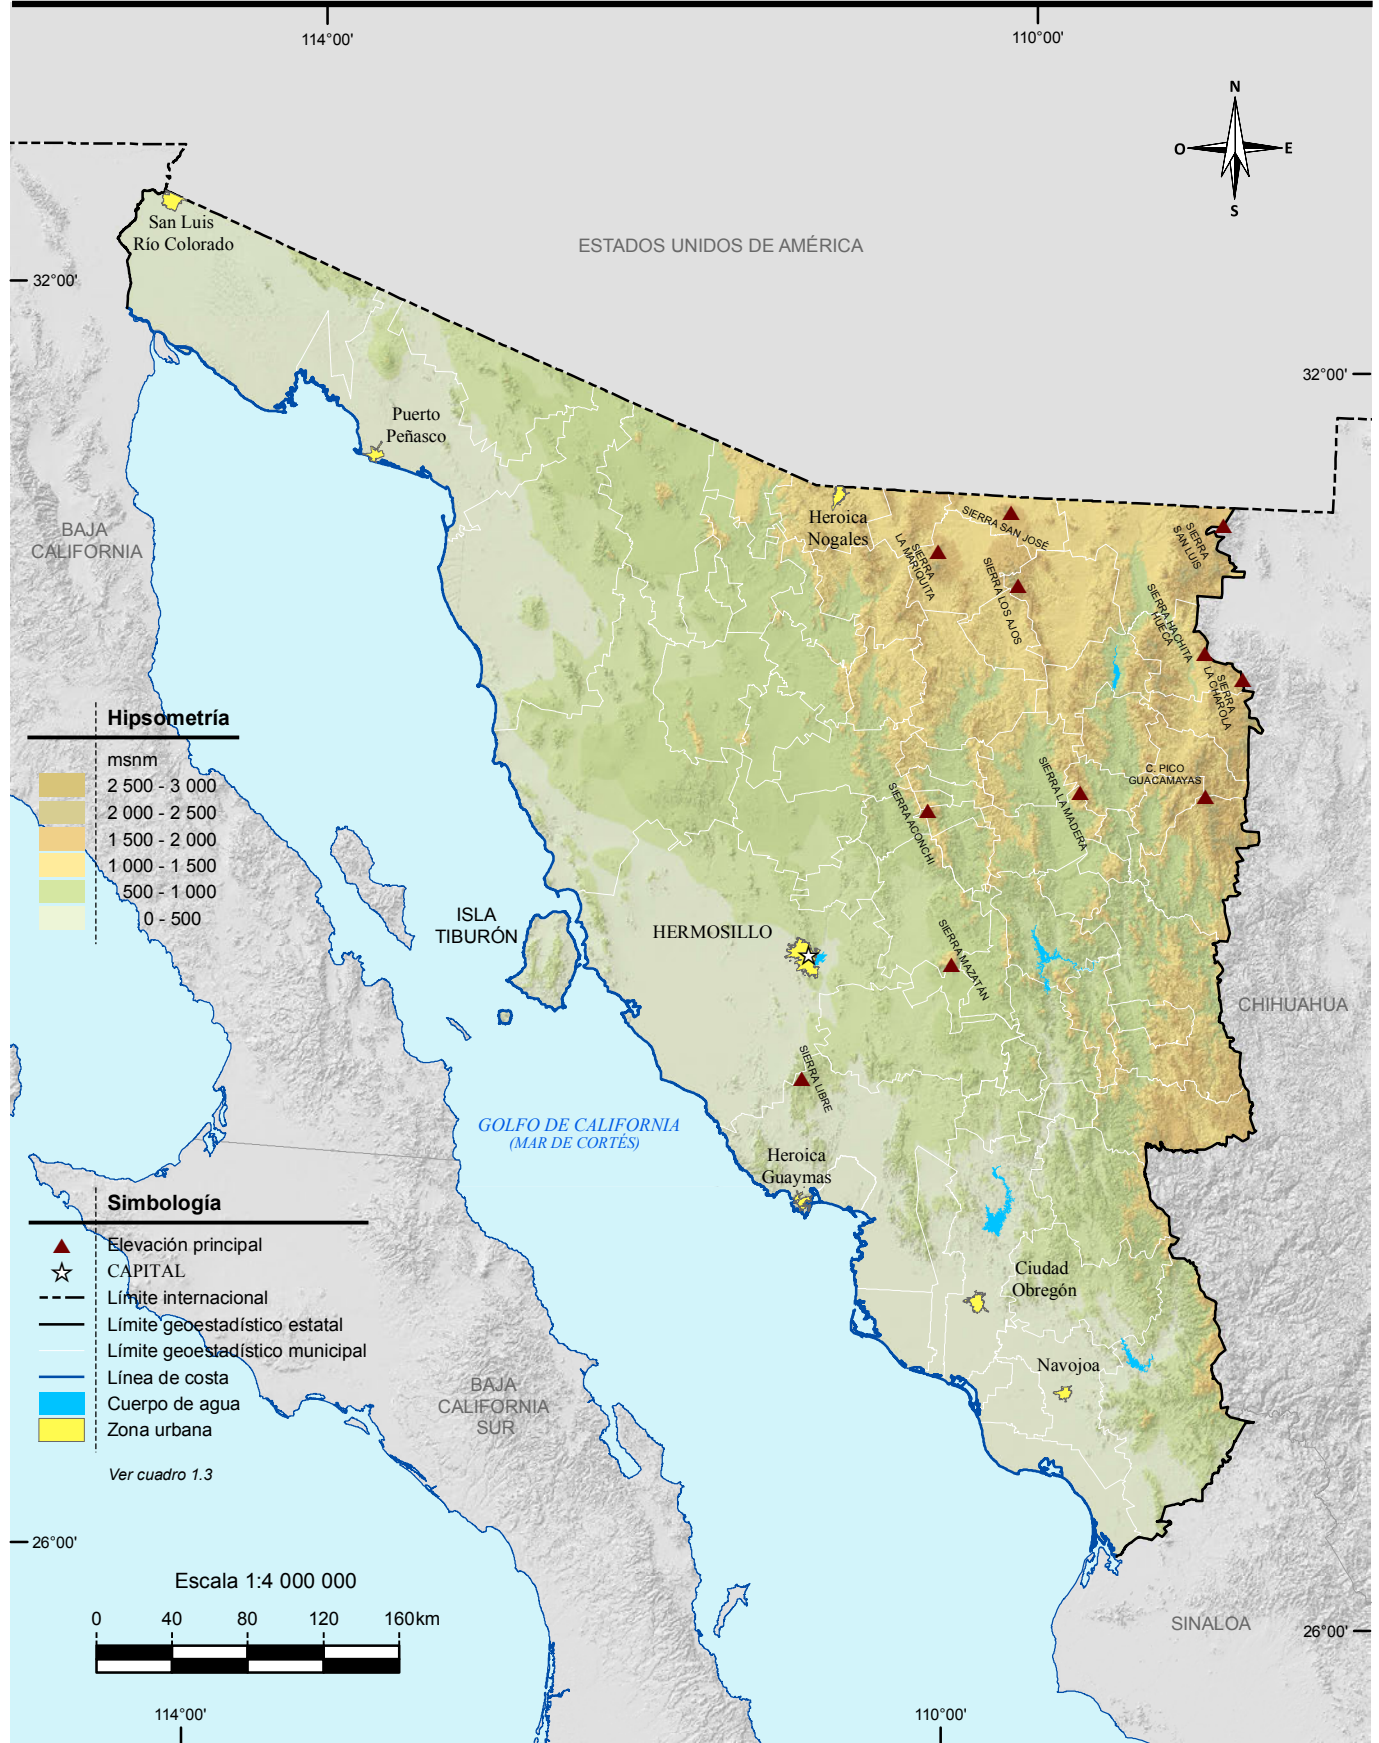 114°00'
110°00'
N
O
E
S
San Luis
Río Colorado
ESTADOS UNIDOS DE AMÉRICA
32°00'
32°00'
Puerto
Peñasco
BAJA
CALIFORNIA
Heroica
Nogales
SIERRA SAN JOSÉ
SIERRA
LA MARIQUITA
SIERRA LOS AJOS
SIERRA
SAN LUIS
SIERRA HACHITA
HUECA
SIERRA
LA CHAROLA
Hipsometría
msnm
2 500 - 3 000
2 000 - 2 500
1 500 - 2 000
1 000 - 1 500
500 - 1 000
0 - 500
C. PICO
GUACAMAYAS
SIERRA LA MADERA
SIERRA ACONCHI
ISLA
TIBURÓN
HERMOSILLO
SIERRA MAZATÁN
CHIHUAHUA
SIERRA LIBRE
GOLFO DE CALIFORNIA
(MAR DE CORTÉS)
Heroica
Guaymas
Simbología
Elevación principal
CAPITAL
Límite internacional
Límite geoestadístico estatal
Límite geoestadístico municipal
Línea de costa
Cuerpo de agua
Zona urbana
Ver cuadro 1.3
Ciudad
Obregón
Navojoa
BAJA
CALIFORNIA
SUR
26°00'
Escala 1:4 000 000
0 40 80 120 160km
SINALOA
26°00'
114°00'
110°00'